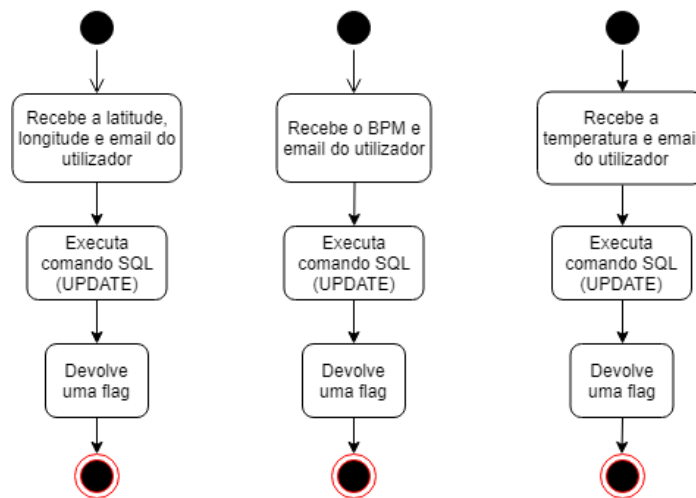 Recebe a latitude,
longitude e email do
utilizador
Executa
comando SQL
(UPDATE)
Devolve
uma flag
Recebe o BPM e
email do utilizador
Executa
comando SQL
(UPDATE)
Devolve
uma flag
Recebe a
temperatura e email
do utilizador
Executa
comando SQL
(UPDATE)
Devolve
uma flag